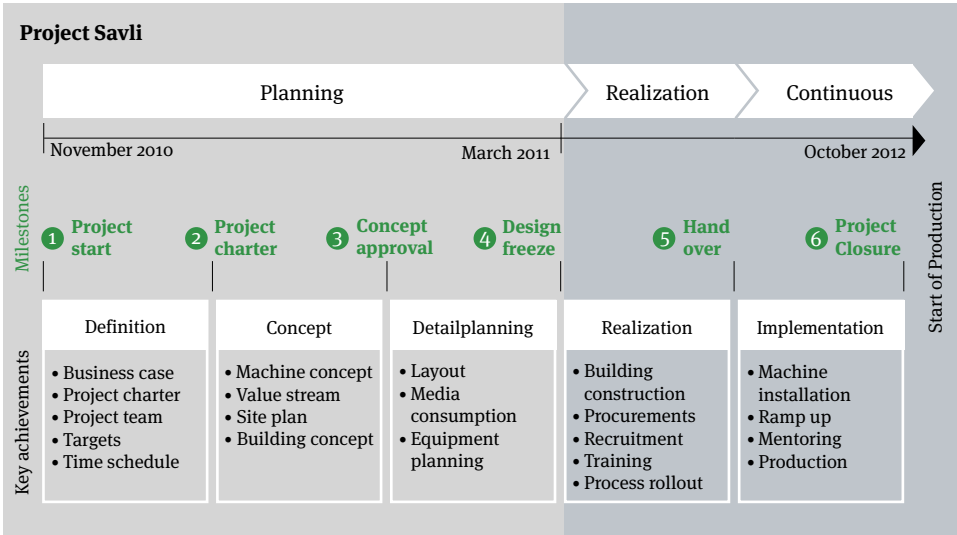 Project Savli
Planning
Realization
Continuous
November 2010
March 2011
October 2012
Milestones
1 Project
start
2 Project
charter
3 Concept
approval
4 Design
freeze
5 Hand
over
6 Project
Closure
Start of Production
Key achievements
Definition
• Business case
• Project charter
• Project team
• Targets
• Time schedule
Concept
• Machine concept
• Value stream
• Site plan
• Building concept
Detailplanning
• Layout
• Media
consumption
• Equipment
planning
Realization
• Building
construction
• Procurements
• Recruitment
• Training
• Process rollout
Implementation
• Machine
installation
• Ramp up
• Mentoring
• Production